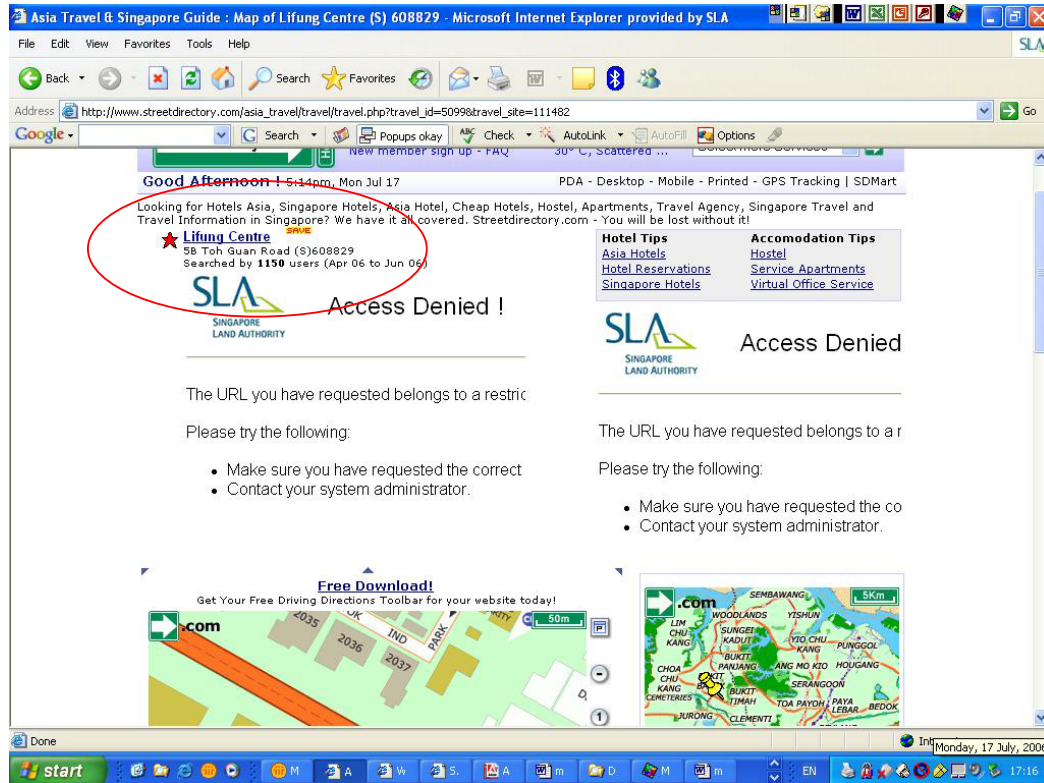 Asia Travel & Singapore Guide : Map of Lifung Centre (S) 608829 - Microsoft Internet Explorer provided by SLA
File Edit View Favorites Tools Help
SLA
Back Search Favorites
Address http://www.streetdirectory.com/asia_travel/travel/travel.php?travel_id=5099&travel_site=111482 Go
Google Search Popups okay Check AutoLink AutoFill Options
New member sign up - FAQ 30° C, Scattered ...
Good Afternoon ! 5:14pm, Mon Jul 17 PDA - Desktop - Mobile - Printed - GPS Tracking | SDMart
Looking for Hotels Asia, Singapore Hotels, Asia Hotel, Cheap Hotels, Hostel, Apartments, Travel Agency, Singapore Travel and
Travel Information in Singapore? We have it all covered. Streetdirectory.com - You will be lost without it!
Lifung Centre SAVE
5B Toh Guan Road (S)608829
Searched by 1150 users (Apr 06 to Jun 06)
Hotel Tips Accomodation Tips
Asia Hotels Hostel
Hotel Reservations Service Apartments
Singapore Hotels Virtual Office Service
SLA
SINGAPORE
LAND AUTHORITY
Access Denied !
The URL you have requested belongs to a restric
Please try the following:
Make sure you have requested the correct
Contact your system administrator.
SLA
SINGAPORE
LAND AUTHORITY
Access Denied
The URL you have requested belongs to a r
Please try the following:
Make sure you have requested the co
Contact your system administrator.
Free Download!
Get Your Free Driving Directions Toolbar for your website today!
.com
50m
2035
2036
2037
IND
PARK
P
1
.com
5Km
SEMBAWANG
WOODLANDS
YISHUN
LIM
CHU
KANG
SUNGEI
KADUT
YIO CHU
KANG
PUNGGOL
BUKIT
PANJANG
ANG MO KIO
HOUGANG
CHOA
CHU
KANG
CEMETERIES
SERANGOON
BUKIT
TIMAH
TOA PAYOH
PAYA
LEBAR
BEDOK
JURONG
CLEMENTI
Done
Monday, 17 July, 2006
start
M
A
W
S.
A
m
D
M
m
EN
17:16